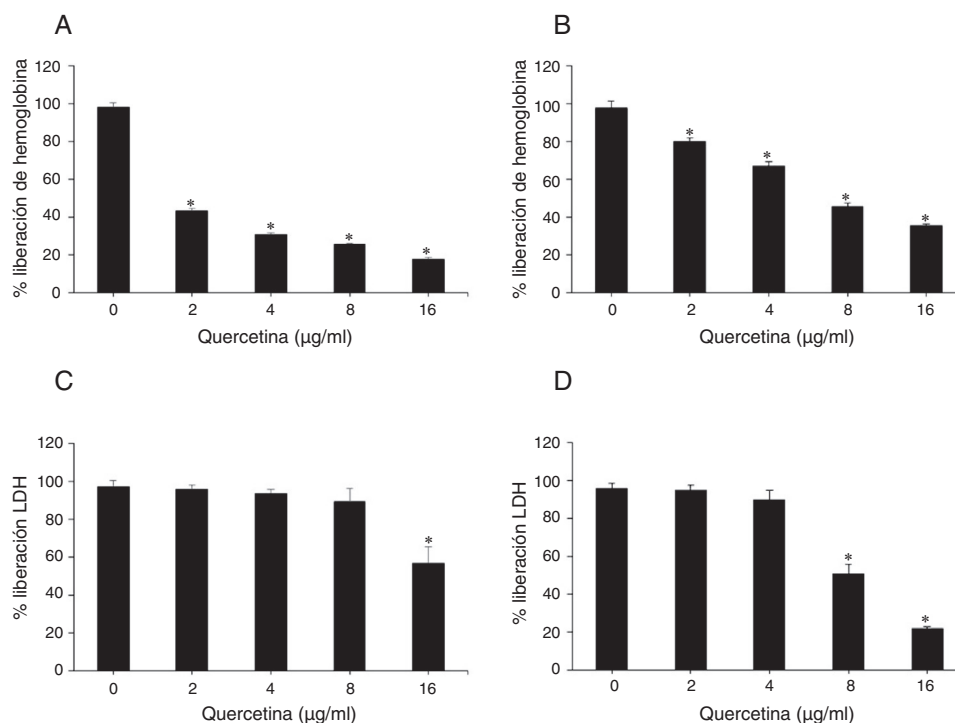 A
% liberación de hemoglobina
120
100
80
60
40
20
0
*
*
*
*
0 2 4 8 16
Quercetina (µg/ml)
B
% liberación de hemoglobina
120
100
80
60
40
20
0
*
*
*
*
0 2 4 8 16
Quercetina (µg/ml)
C
% liberación LDH
120
100
80
60
40
20
0
*
0 2 4 8 16
Quercetina (µg/ml)
D
% liberación LDH
120
100
80
60
40
20
0
*
*
0 2 4 8 16
Quercetina (µg/ml)